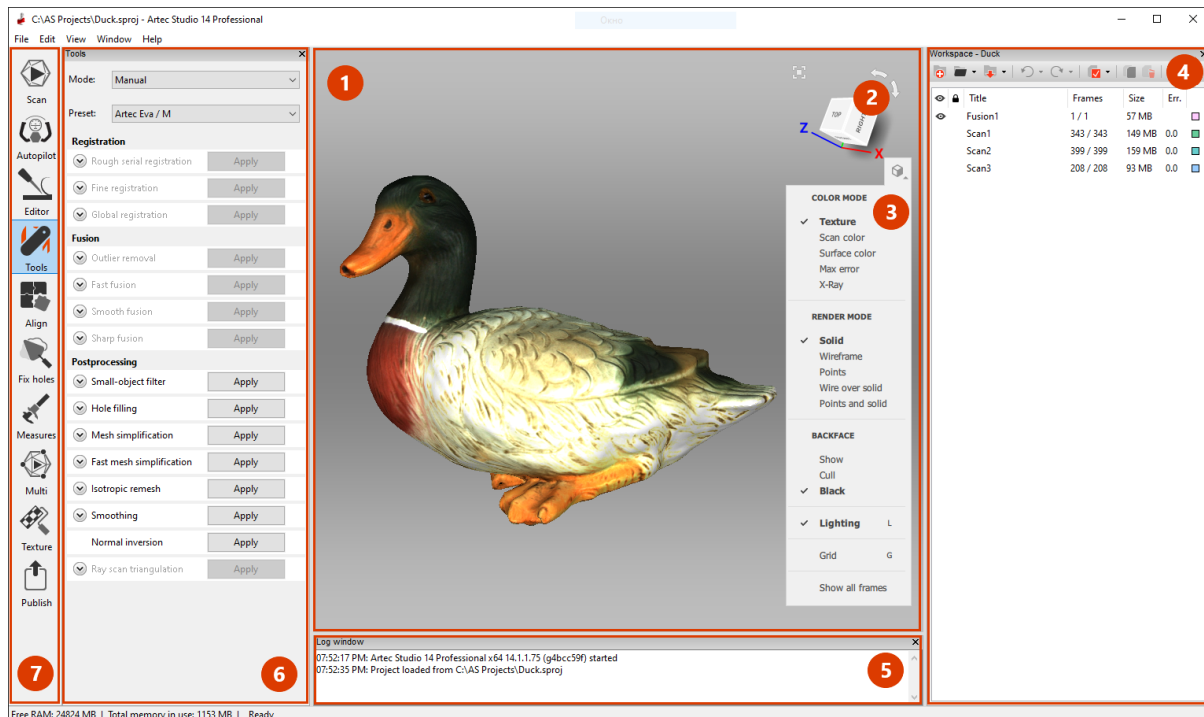 C:\AS Projects\Duck.sproj - Artec Studio 14 Professional
Окно
File Edit View Window Help
Scan
Autopilot
Editor
Tools
Align
Fix holes
Measures
Multi
Texture
Publish
7
Tools
Mode: Manual
Preset: Artec Eva / M
Registration
Rough serial registration Apply
Fine registration Apply
Global registration Apply
Fusion
Outlier removal Apply
Fast fusion Apply
Smooth fusion Apply
Sharp fusion Apply
Postprocessing
Small-object filter Apply
Hole filling Apply
Mesh simplification Apply
Fast mesh simplification Apply
Isotropic remesh Apply
Smoothing Apply
Normal inversion Apply
Ray scan triangulation Apply
6
1
2
TOP
RIGHT
Z
X
3
COLOR MODE
Texture
Scan color
Surface color
Max error
X-Ray
RENDER MODE
Solid
Wireframe
Points
Wire over solid
Points and solid
BACKFACE
Show
Cull
Black
Lighting L
Grid G
Show all frames
Log window
07:52:17 PM: Artec Studio 14 Professional x64 14.1.1.75 (g4bcc59f) started
07:52:35 PM: Project loaded from C:\AS Projects\Duck.sproj
5
Workspace - Duck
4
Title Frames Size Err.
Fusion1 1 / 1 57 MB
Scan1 343 / 343 149 MB 0.0
Scan2 399 / 399 159 MB 0.0
Scan3 208 / 208 93 MB 0.0
Free RAM: 24824 MB | Total memory in use: 1153 MB | Ready